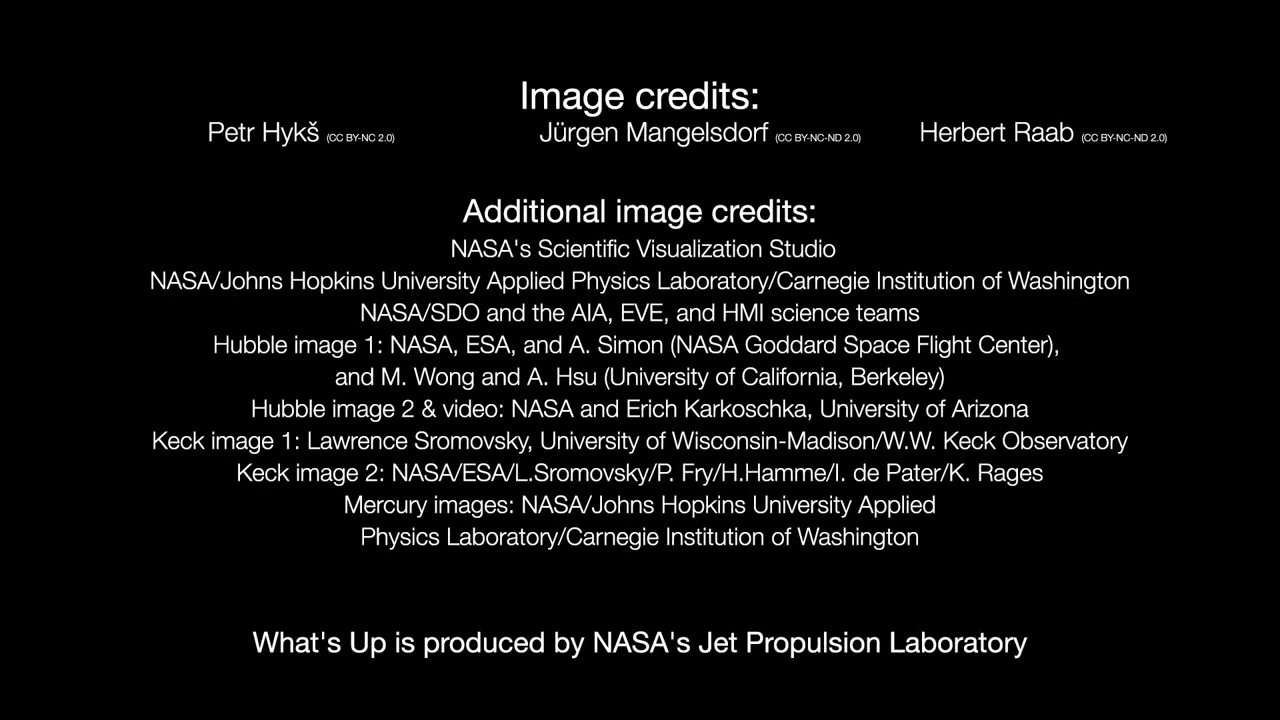 Image credits:
Petr Hykš (CC BY-NC 2.0) Jürgen Mangelsdorf (CC BY-NC-ND 2.0) Herbert Raab (CC BY-NC-ND 2.0)
Additional image credits:
NASA's Scientific Visualization Studio
NASA/Johns Hopkins University Applied Physics Laboratory/Carnegie Institution of Washington
NASA/SDO and the AIA, EVE, and HMI science teams
Hubble image 1: NASA, ESA, and A. Simon (NASA Goddard Space Flight Center),
and M. Wong and A. Hsu (University of California, Berkeley)
Hubble image 2 & video: NASA and Erich Karkoschka, University of Arizona
Keck image 1: Lawrence Sromovsky, University of Wisconsin-Madison/W.W. Keck Observatory
Keck image 2: NASA/ESA/L.Sromovsky/P. Fry/H.Hamme/I. de Pater/K. Rages
Mercury images: NASA/Johns Hopkins University Applied
Physics Laboratory/Carnegie Institution of Washington
What's Up is produced by NASA's Jet Propulsion Laboratory